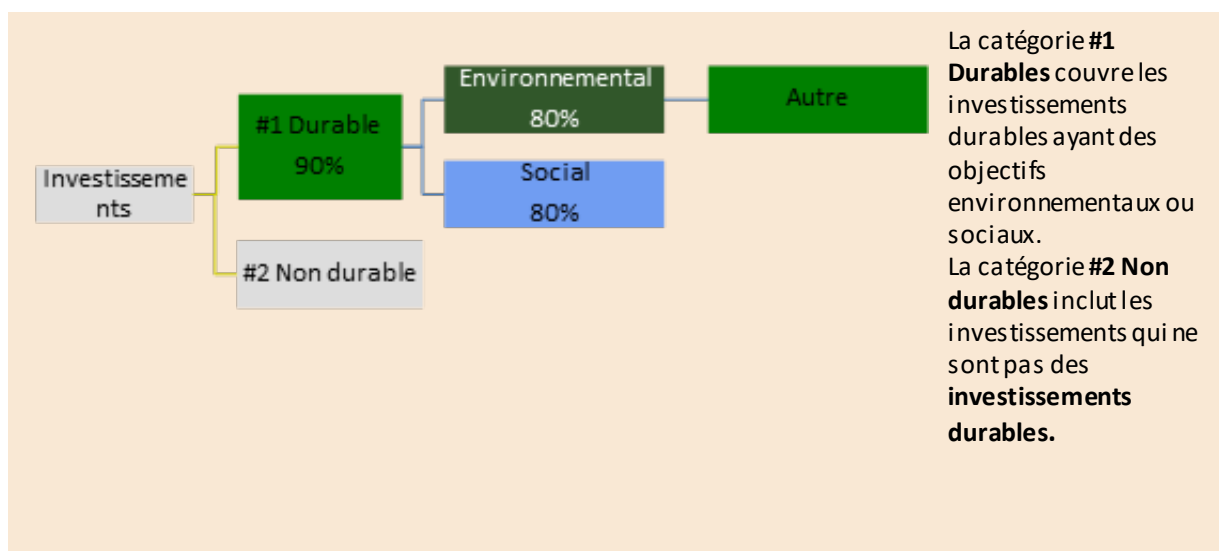 Investisseme
nts
#1 Durable
90%
#2 Non durable
Environnemental
80%
Social
80%
Autre
La catégorie #1
Durables couvre les
investissements
durables ayant des
objectifs
environnementaux ou
sociaux.
La catégorie #2 Non
durables inclut les
investissements qui ne
sont pas des
investissements
durables.